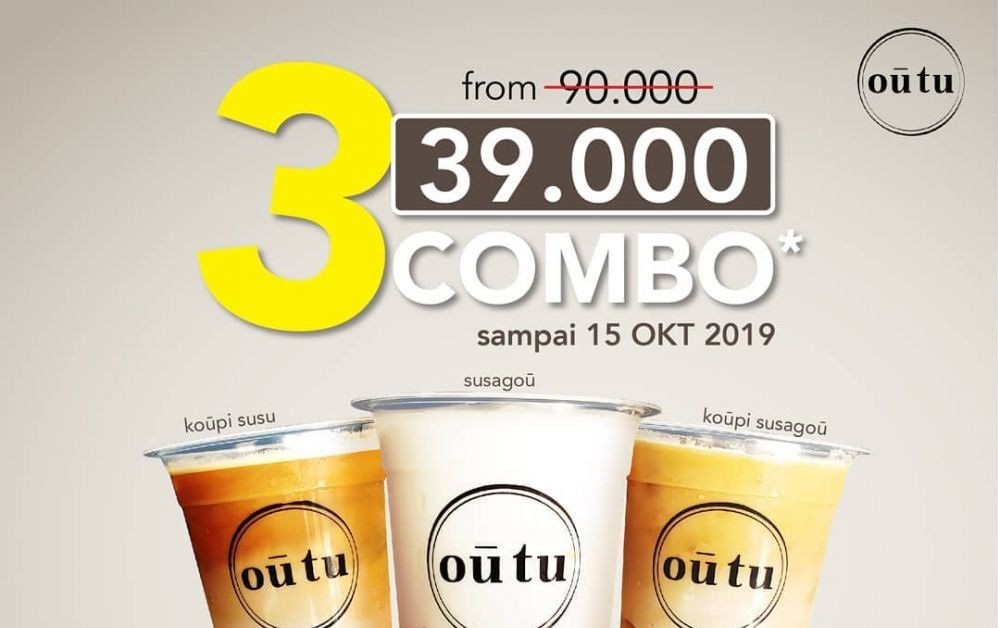 from 90.000
oū tu
3
39.000
COMBO*
sampai 15 OKT 2019
susagoū
koūpi susu
koūpi susagoū
oū tu
oū tu
oū tu